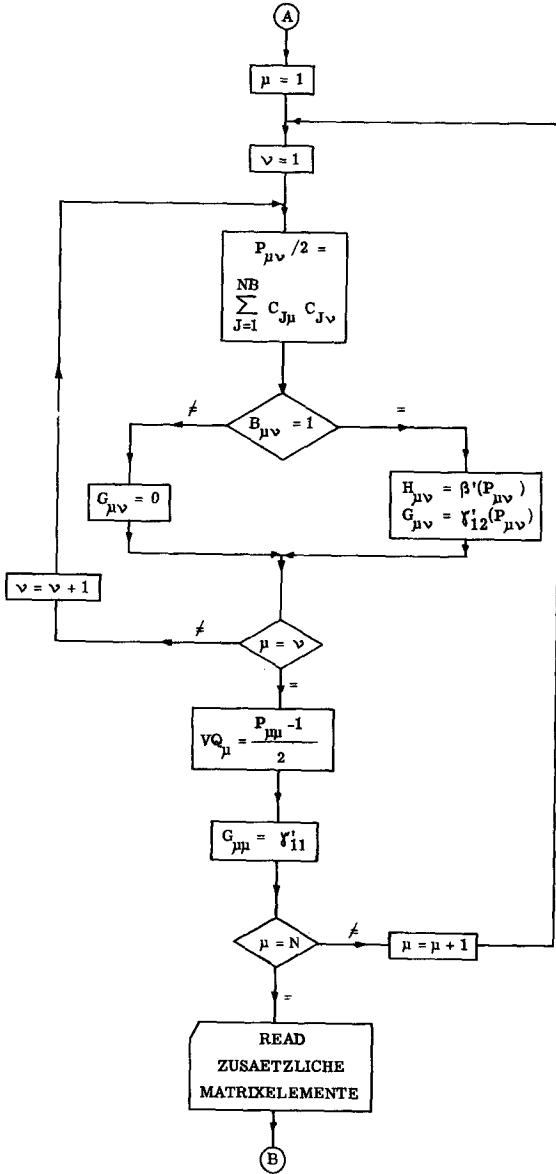 A
μ = 1
ν = 1
P_μν /2 =
NB
∑ C_Jμ C_Jν
J=1
≠
B_μν = 1
=
G_μν = 0
H_μν = β'(P_μν)
G_μν = γ'_12(P_μν)
ν = ν + 1
≠
μ = ν
=
VQ_μ = P_μμ -1
2
G_μμ = γ'_11
μ = N
≠
μ = μ + 1
=
READ
ZUSAETZLICHE
MATRIXELEMENTE
B